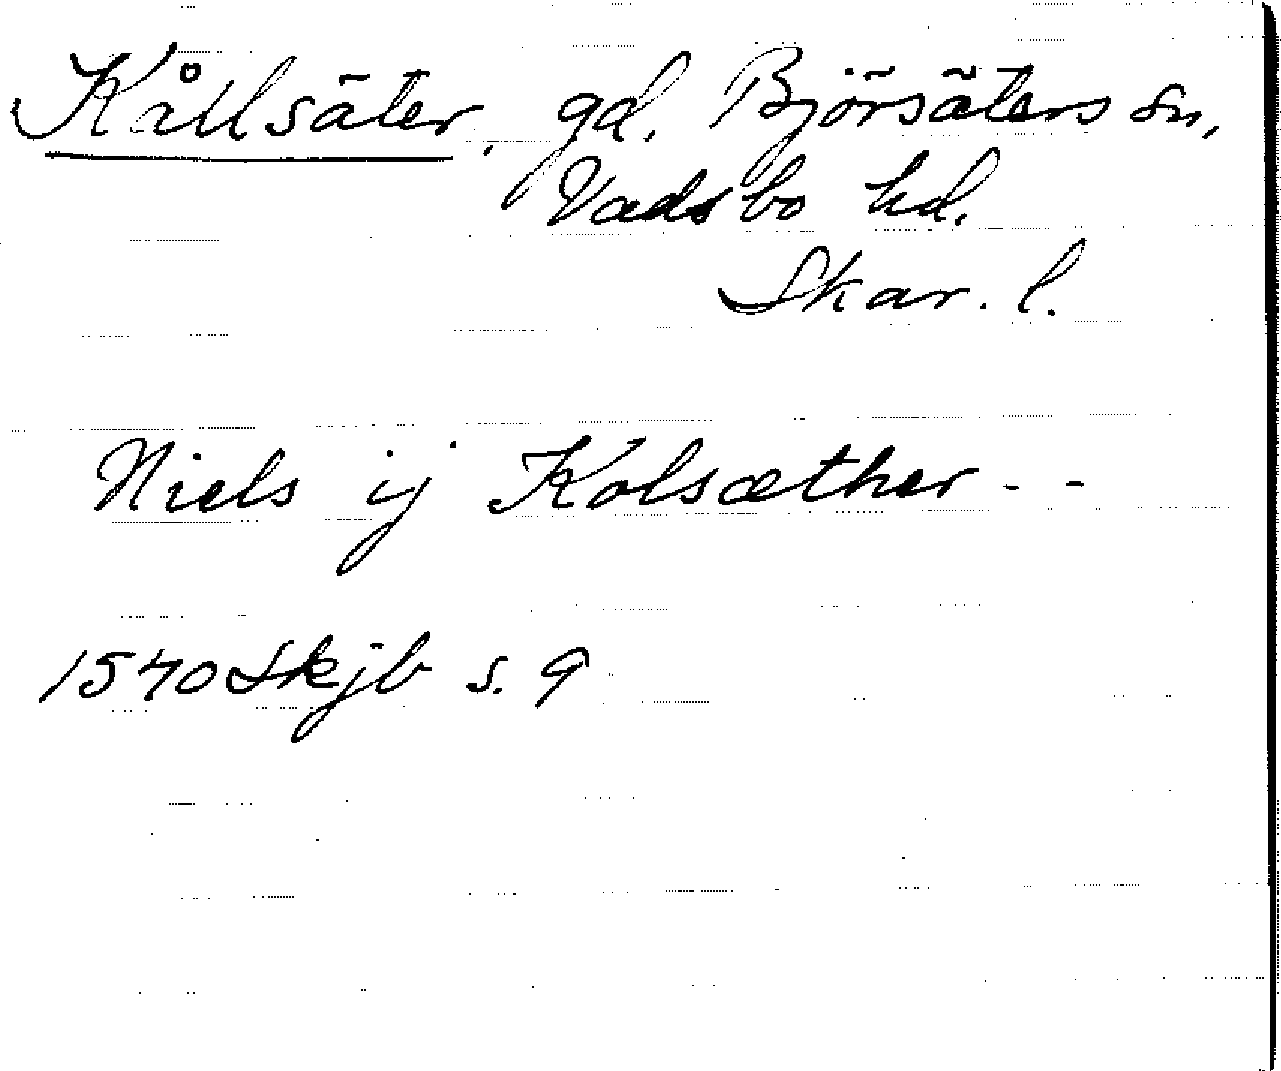 Kållsäter, gd. Björsäters sn,
Vadsbo hd.
Skar. l.
Niels ij Kolsæther - -
1540 Skjb s. 9